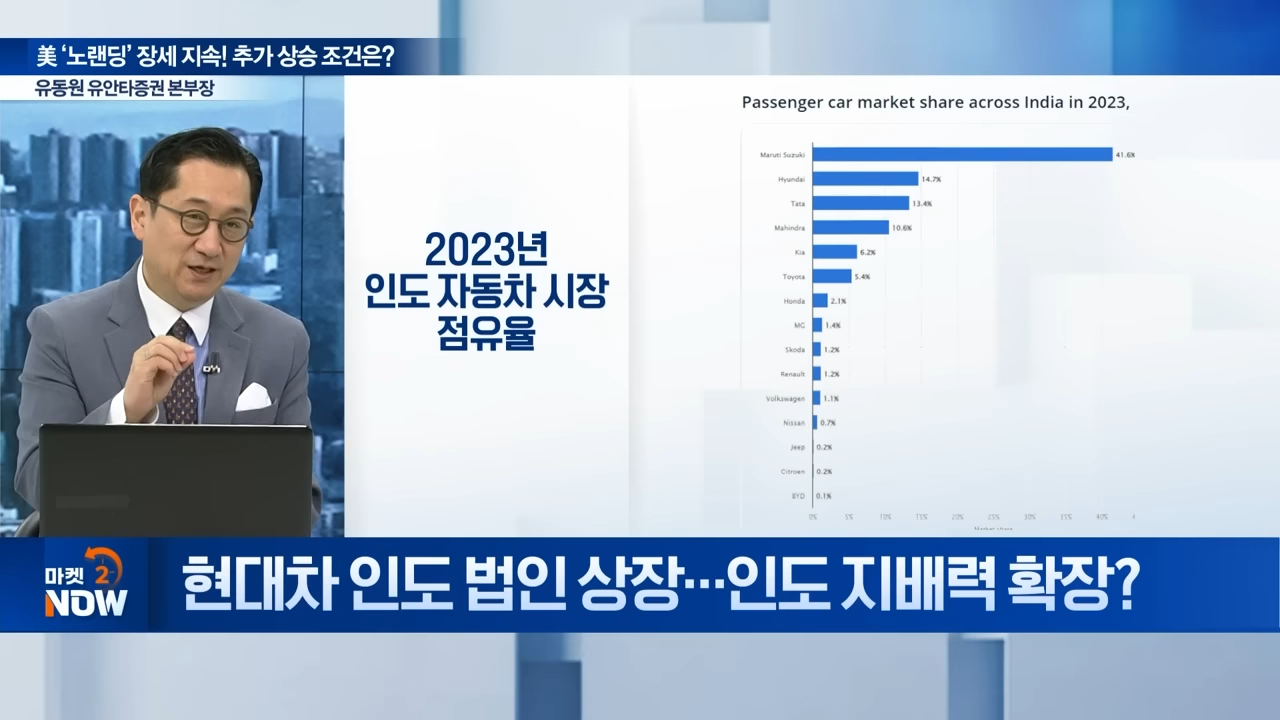 美 ‘노랜딩’ 장세 지속! 추가 상승 조건은?
유동원 유안타증권 본부장
2023년
인도 자동차 시장
점유율
Passenger car market share across India in 2023,
Maruti Suzuki 41.6%
Hyundai 14.7%
Tata 13.4%
Mahindra 10.6%
Kia 6.2%
Toyota 5.4%
Honda 2.1%
MG 1.4%
Skoda 1.2%
Renault 1.2%
Volkswagen 1.1%
Nissan 0.7%
Jeep 0.2%
Citroen 0.2%
BYD 0.1%
0% 5% 10% 15% 20% 25% 30% 35% 40%
Market share
마켓 2
NOW
현대차 인도 법인 상장…인도 지배력 확장?